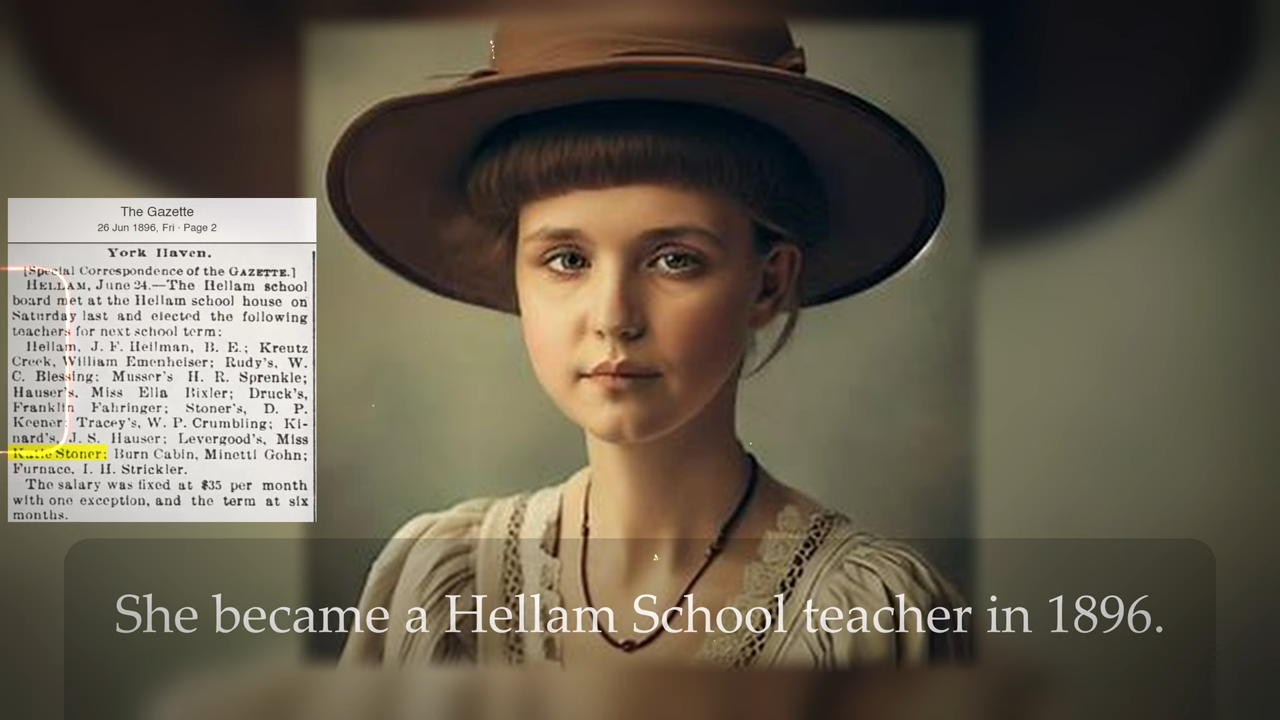 The Gazette
26 Jun 1896, Fri · Page 2
York Haven.
[Special Correspondence of the GAZETTE.]
HELLAM, June 24.—The Hellam school
board met at the Hellam school house on
Saturday last and elected the following
teachers for next school term:
Hellam, J. F. Heilman, B. E.; Kreutz
Creek, William Emenheiser; Rudy's, W.
C. Blessing; Musser's H. R. Sprenkle;
Hauser's, Miss Ella Bixler; Druck's,
Franklin Fahringer; Stoner's, D. P.
Keener; Tracey's, W. P. Crumbling; Ki-
nard's, J. S. Hauser; Levergood's, Miss
Katie Stoner; Burn Cabin, Minetti Gohn;
Furnace, I. H. Strickler.
The salary was fixed at $35 per month
with one exception, and the term at six
months.
She became a Hellam School teacher in 1896.